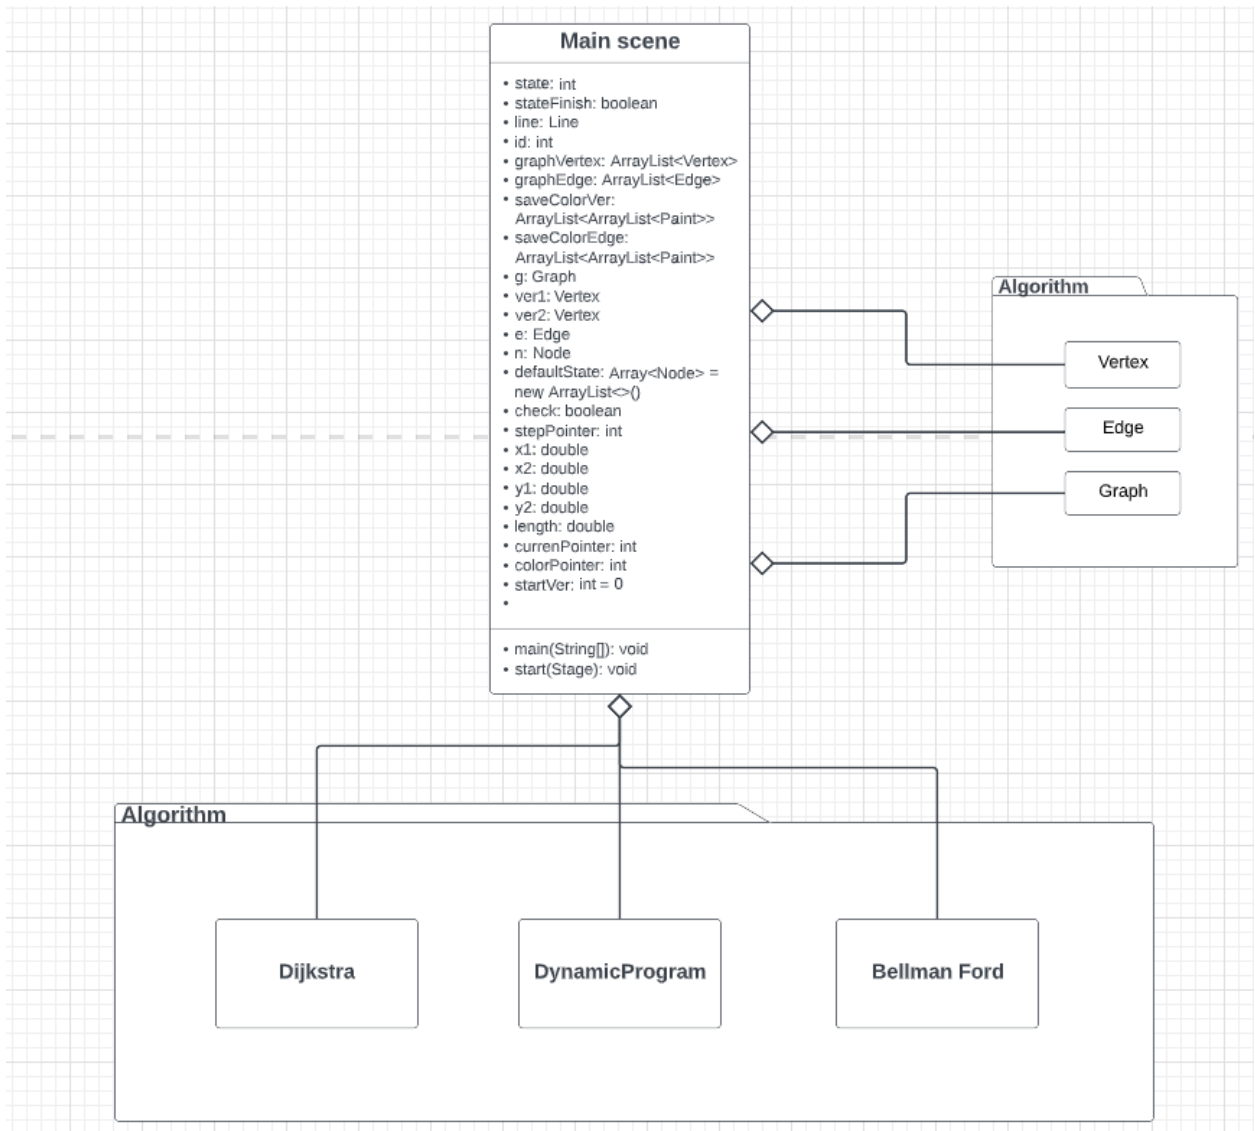 Main scene
• state: int
• stateFinish: boolean
• line: Line
• id: int
• graphVertex: ArrayList<Vertex>
• graphEdge: ArrayList<Edge>
• saveColorVer:
ArrayList<ArrayList<Paint>>
• saveColorEdge:
ArrayList<ArrayList<Paint>>
• g: Graph
• ver1: Vertex
• ver2: Vertex
• e: Edge
• n: Node
• defaultState: Array<Node> =
new ArrayList<>()
• check: boolean
• stepPointer: int
• x1: double
• x2: double
• y1: double
• y2: double
• length: double
• currenPointer: int
• colorPointer: int
• startVer: int = 0
•
• main(String[]): void
• start(Stage): void
Algorithm
Vertex
Edge
Graph
Algorithm
Dijkstra
DynamicProgram
Bellman Ford